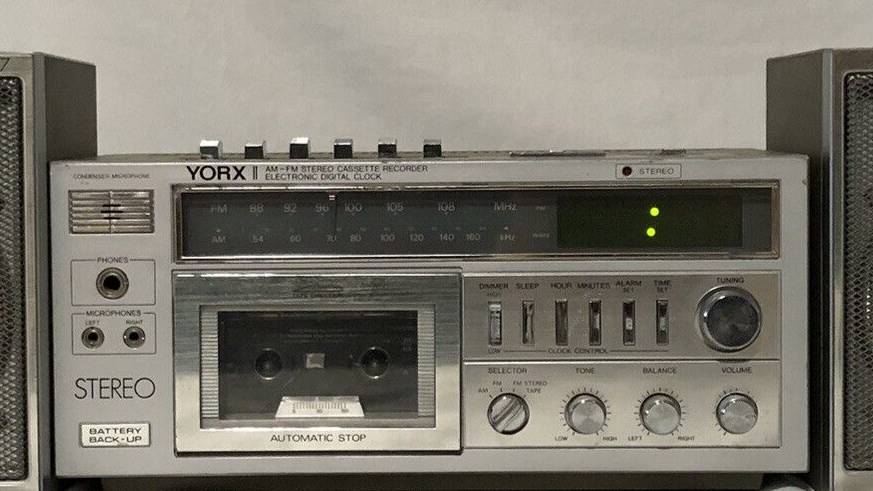 CONDENSER MICROPHONE
YORX II AM-FM STEREO CASSETTE RECORDER
ELECTRONIC DIGITAL CLOCK
STEREO
FM 88 92 96 100 105 108 MHz
AM 54 60 70 80 100 120 140 160 kHz
PHONES
MICROPHONES
LEFT RIGHT
STEREO
BATTERY
BACK-UP
AUTOMATIC STOP
DIMMER SLEEP HOUR MINUTES ALARM SET TIME SET TUNING
HIGH
LOW CLOCK CONTROL
SELECTOR TONE BALANCE VOLUME
AM FM FM STEREO TAPE
LOW HIGH LEFT RIGHT